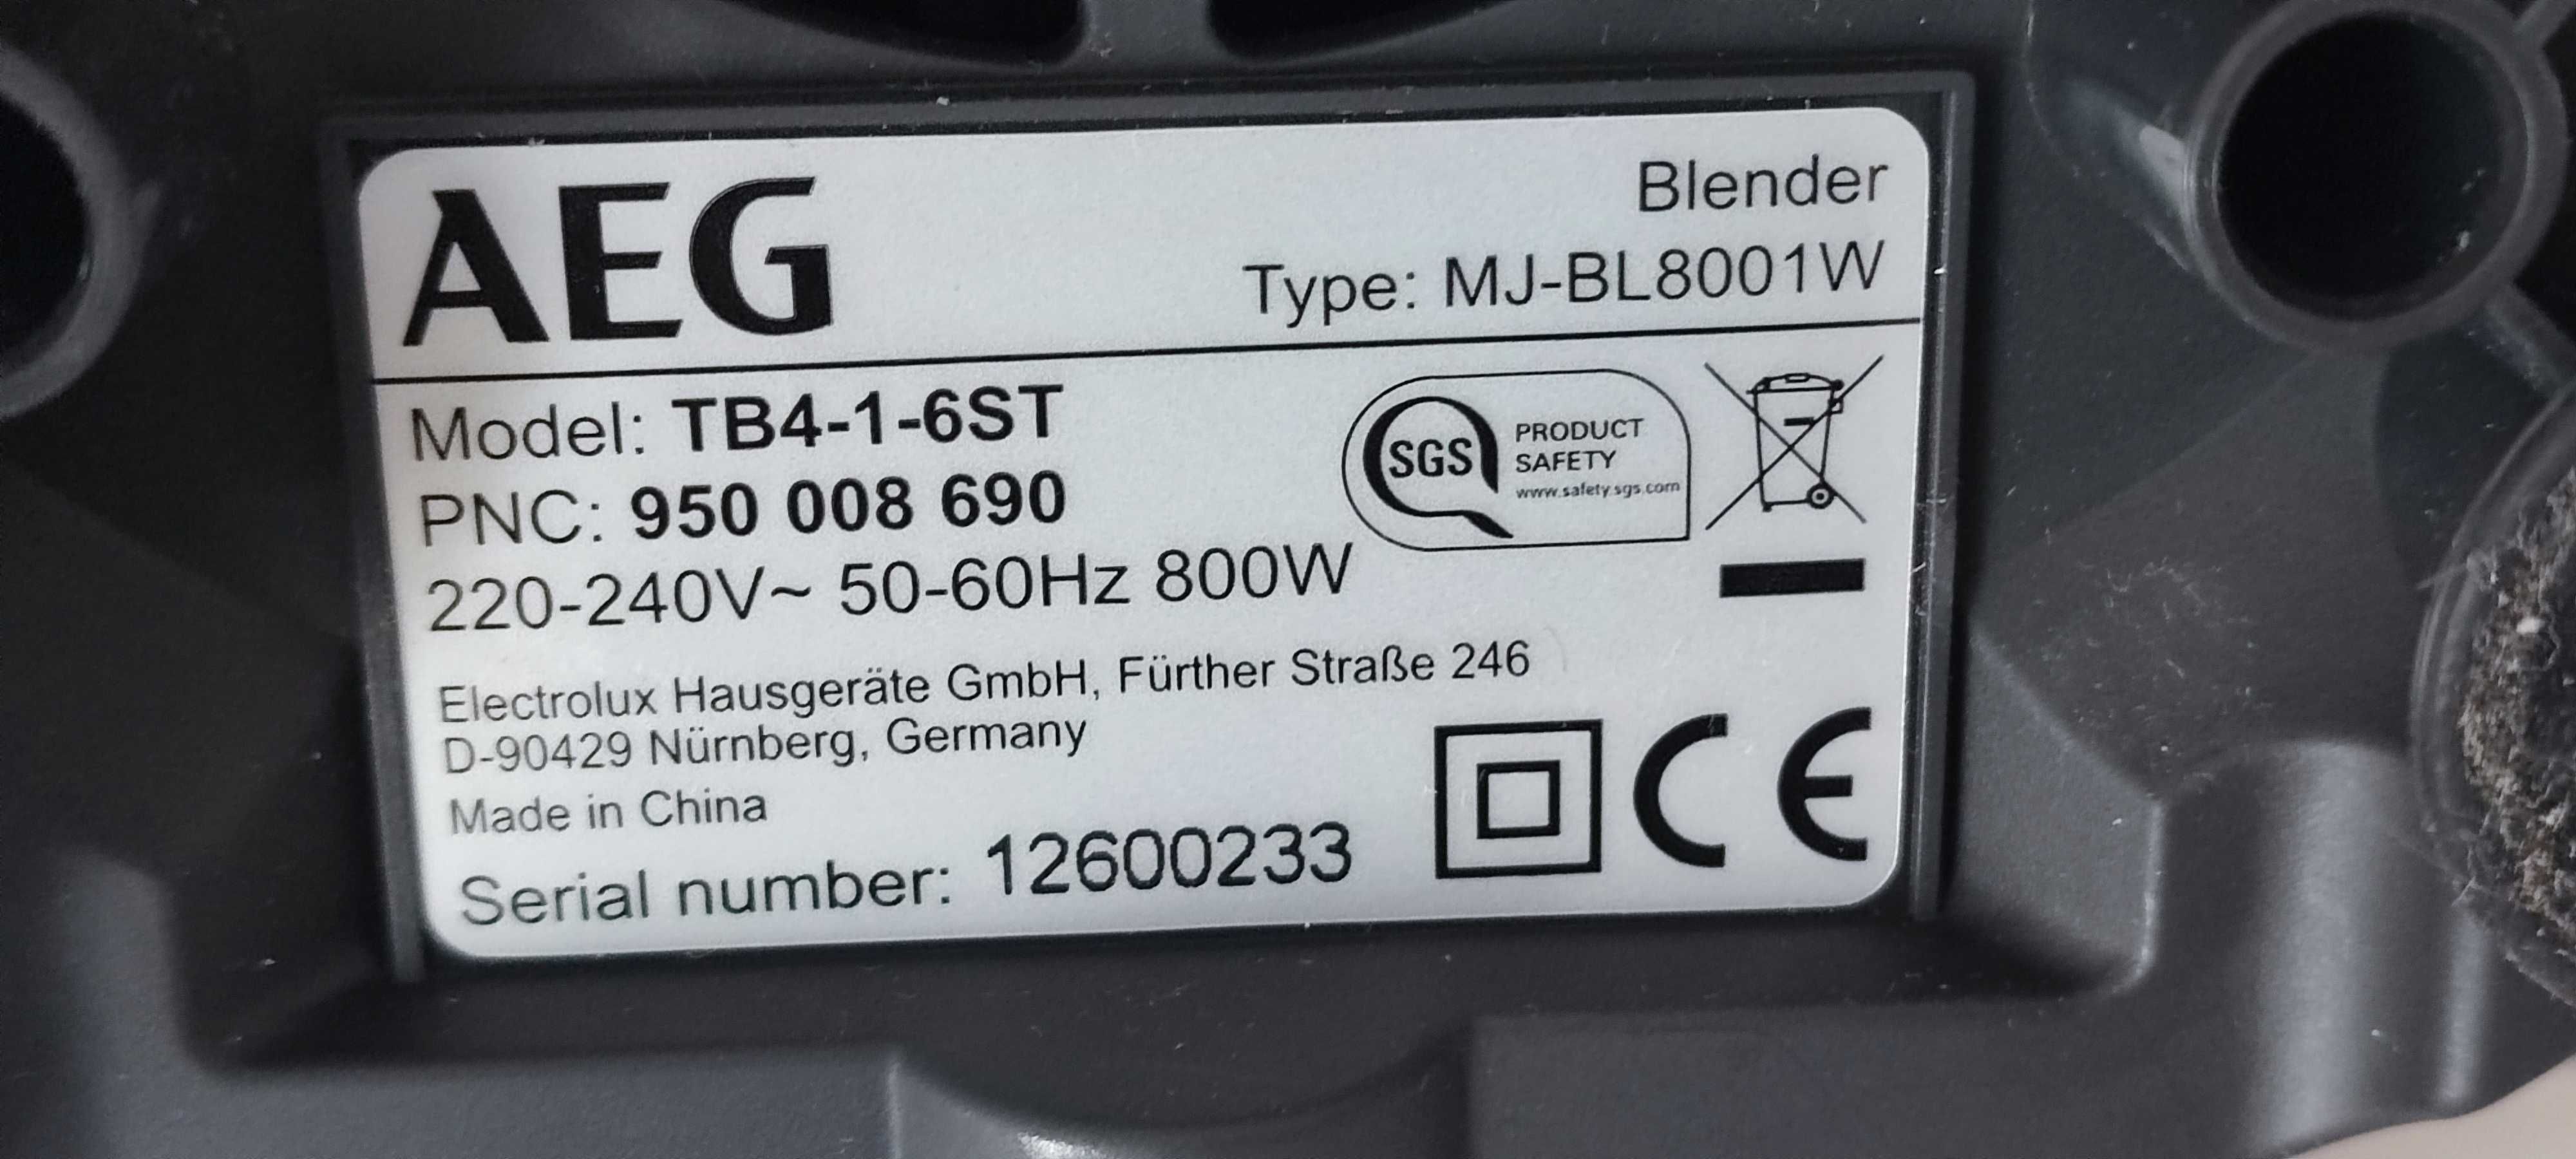 AEG
Blender
Type: MJ-BL8001W
Model: TB4-1-6ST
PNC: 950 008 690
220-240V~ 50-60Hz 800W
SGS
PRODUCT
SAFETY
www.safety.sgs.com
Electrolux Hausgeräte GmbH, Fürther Straße 246
D-90429 Nürnberg, Germany
Made in China
Serial number: 12600233
CE